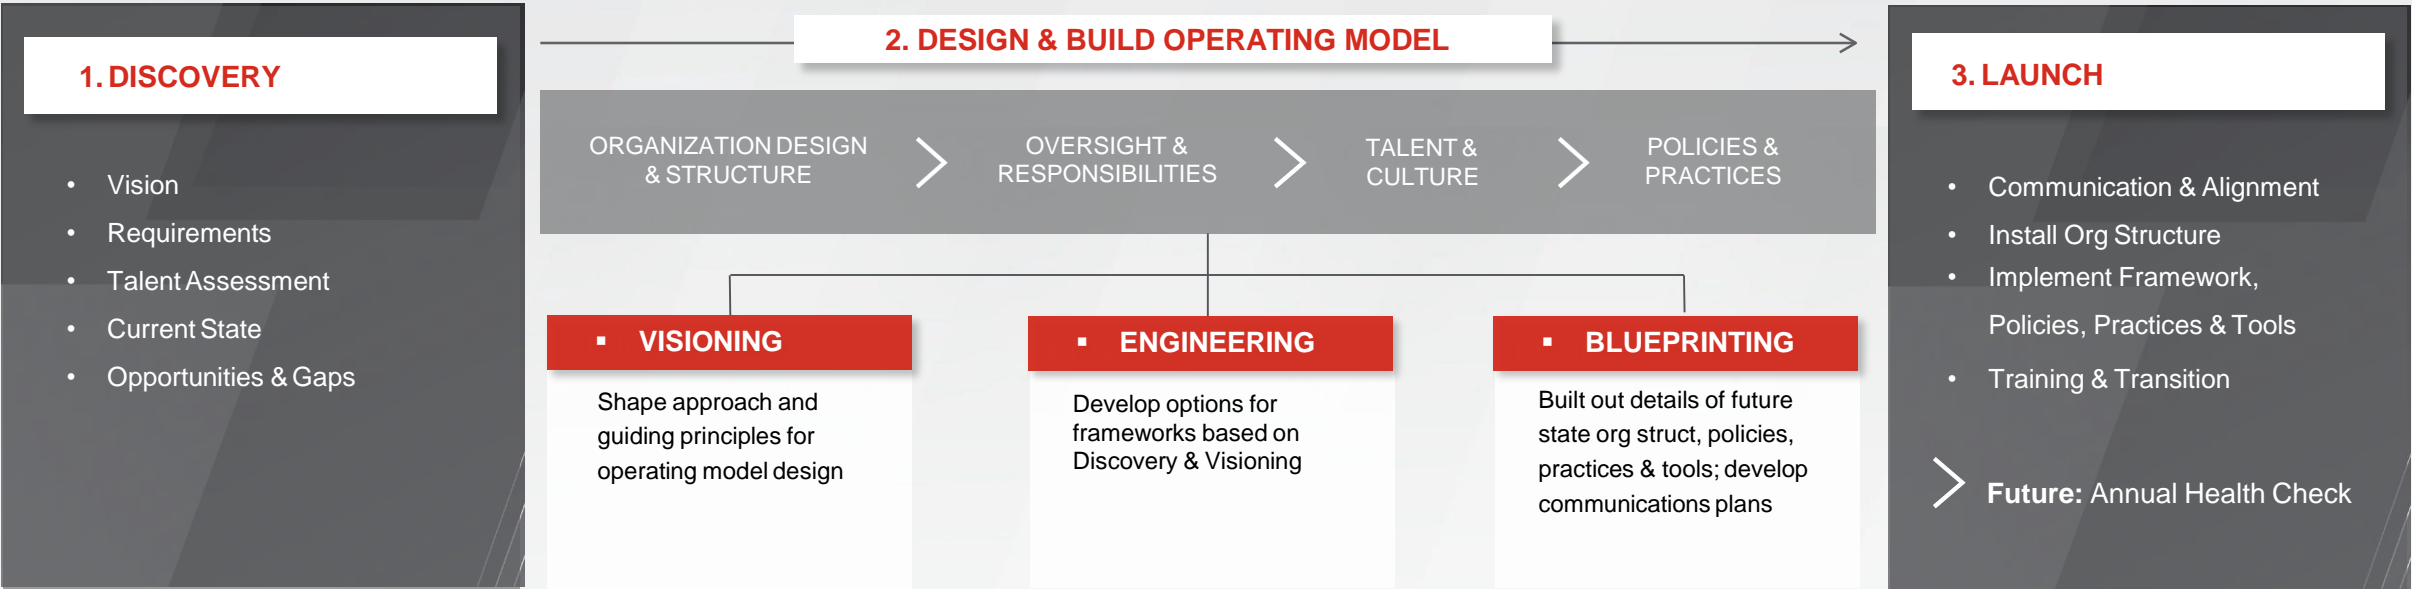 1. DISCOVERY
• Vision
• Requirements
• Talent Assessment
• Current State
• Opportunities & Gaps
2. DESIGN & BUILD OPERATING MODEL
ORGANIZATION DESIGN
& STRUCTURE
OVERSIGHT &
RESPONSIBILITIES
TALENT &
CULTURE
POLICIES &
PRACTICES
▪ VISIONING
Shape approach and
guiding principles for
operating model design
▪ ENGINEERING
Develop options for
frameworks based on
Discovery & Visioning
▪ BLUEPRINTING
Built out details of future
state org struct, policies,
practices & tools; develop
communications plans
3. LAUNCH
• Communication & Alignment
• Install Org Structure
• Implement Framework,
Policies, Practices & Tools
• Training & Transition
Future: Annual Health Check